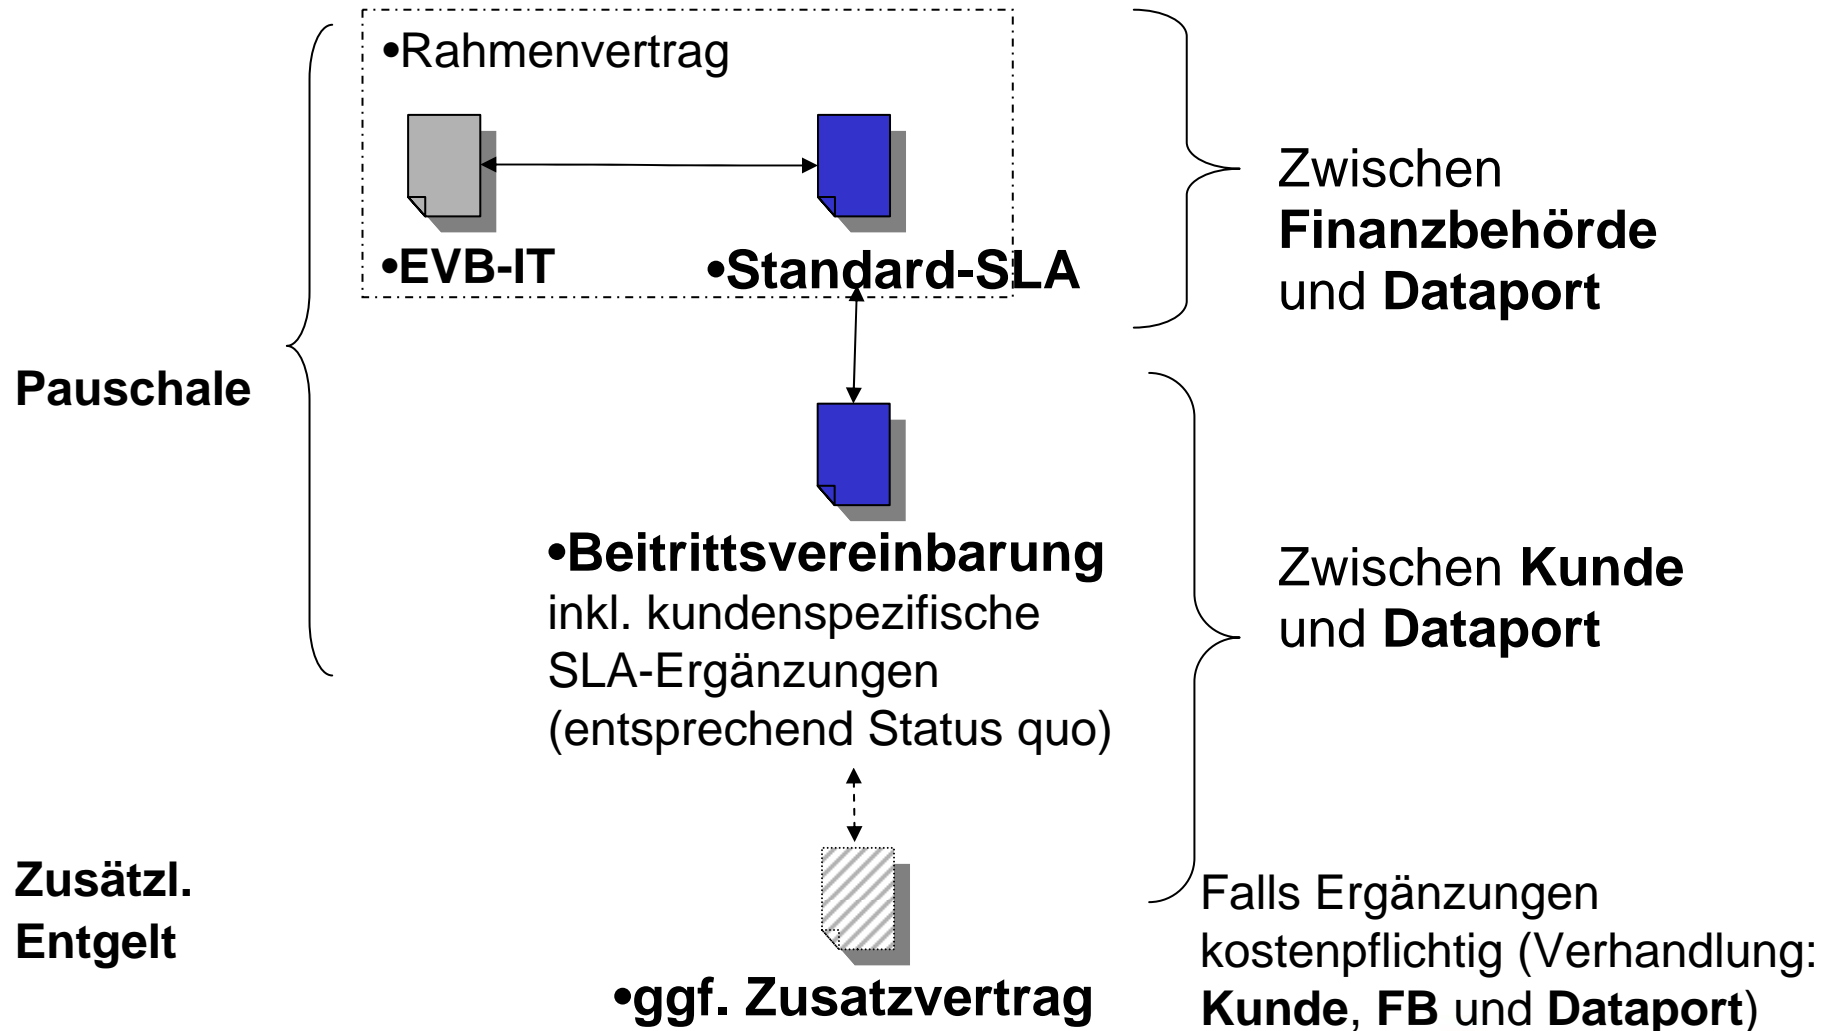 •Rahmenvertrag
•EVB-IT
•Standard-SLA
Zwischen
Finanzbehörde
und Dataport
Pauschale
•Beitrittsvereinbarung
inkl. kundenspezifische
SLA-Ergänzungen
(entsprechend Status quo)
Zwischen Kunde
und Dataport
Zusätzl.
Entgelt
•ggf. Zusatzvertrag
Falls Ergänzungen
kostenpflichtig (Verhandlung:
Kunde, FB und Dataport)